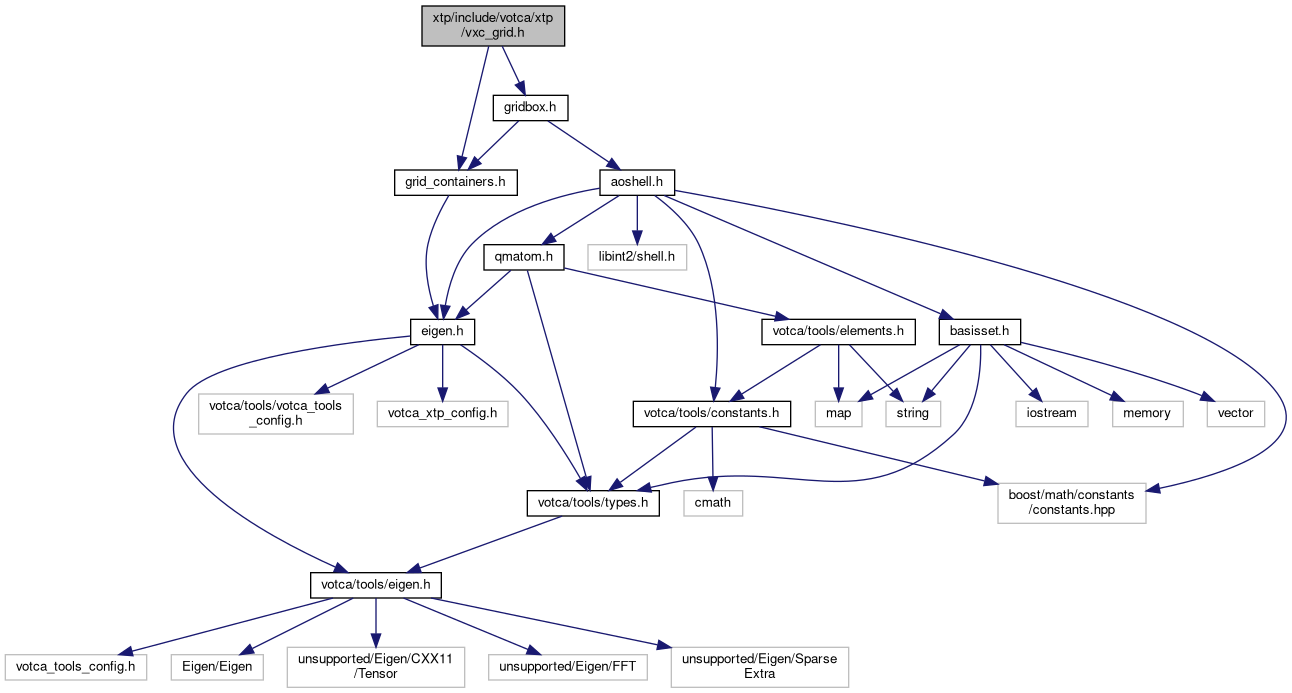 xtp/include/votca/xtp
/vxc_grid.h
gridbox.h
grid_containers.h
aoshell.h
qmatom.h
libint2/shell.h
eigen.h
votca/tools/elements.h
basisset.h
votca/tools/votca_tools
_config.h
votca_xtp_config.h
votca/tools/constants.h
map
string
iostream
memory
vector
votca/tools/types.h
cmath
boost/math/constants
/constants.hpp
votca/tools/eigen.h
votca_tools_config.h
Eigen/Eigen
unsupported/Eigen/CXX11
/Tensor
unsupported/Eigen/FFT
unsupported/Eigen/Sparse
Extra